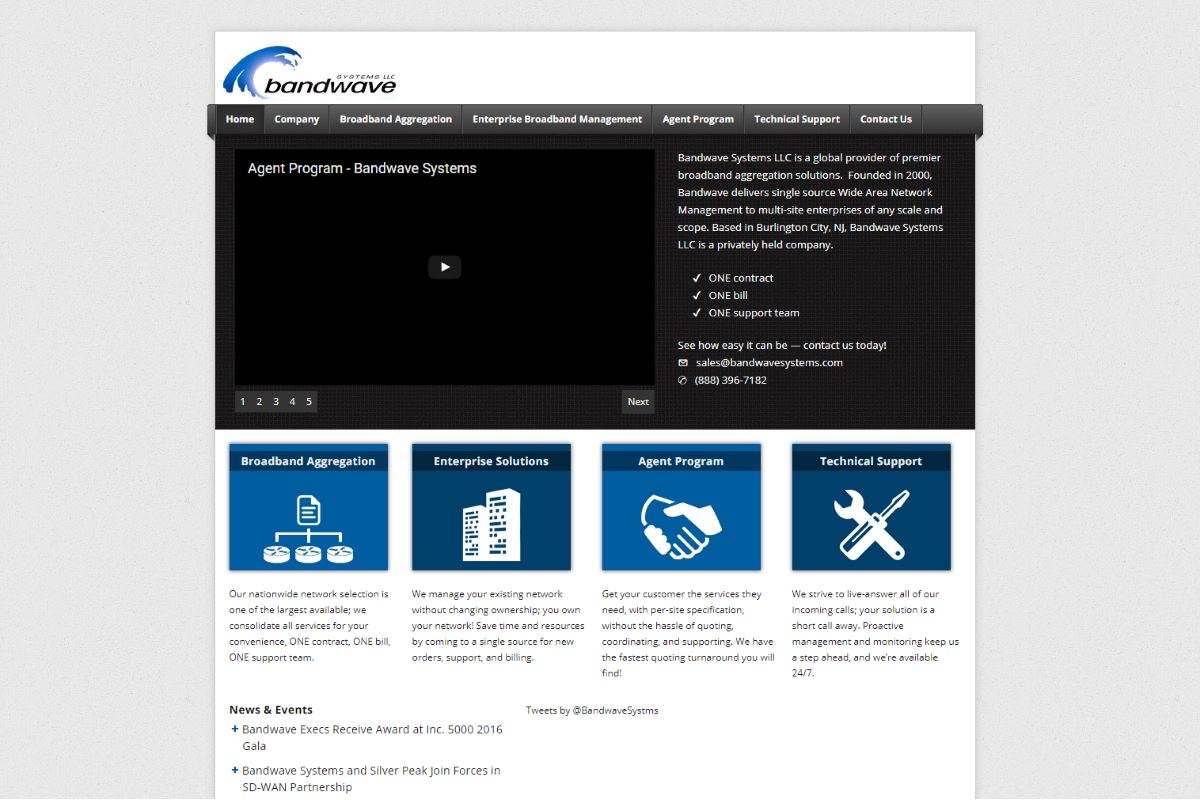 SYSTEMS LLC
bandwave
Home Company Broadband Aggregation Enterprise Broadband Management Agent Program Technical Support Contact Us
Agent Program - Bandwave Systems
1 2 3 4 5
Next
Bandwave Systems LLC is a global provider of premier
broadband aggregation solutions. Founded in 2000,
Bandwave delivers single source Wide Area Network
Management to multi-site enterprises of any scale and
scope. Based in Burlington City, NJ, Bandwave Systems
LLC is a privately held company.
ONE contract
ONE bill
ONE support team
See how easy it can be — contact us today!
sales@bandwavesystems.com
(888) 396-7182
Broadband Aggregation
Our nationwide network selection is
one of the largest available; we
consolidate all services for your
convenience, ONE contract, ONE bill,
ONE support team.
Enterprise Solutions
We manage your existing network
without changing ownership; you own
your network! Save time and resources
by coming to a single source for new
orders, support, and billing.
Agent Program
Get your customer the services they
need, with per-site specification,
without the hassle of quoting,
coordinating, and supporting. We have
the fastest quoting turnaround you will
find!
Technical Support
We strive to live-answer all of our
incoming calls; your solution is a
short call away. Proactive
management and monitoring keep us
a step ahead, and we're available
24/7.
News & Events
Bandwave Execs Receive Award at Inc. 5000 2016
Gala
Bandwave Systems and Silver Peak Join Forces in
SD-WAN Partnership
Tweets by @BandwaveSystms